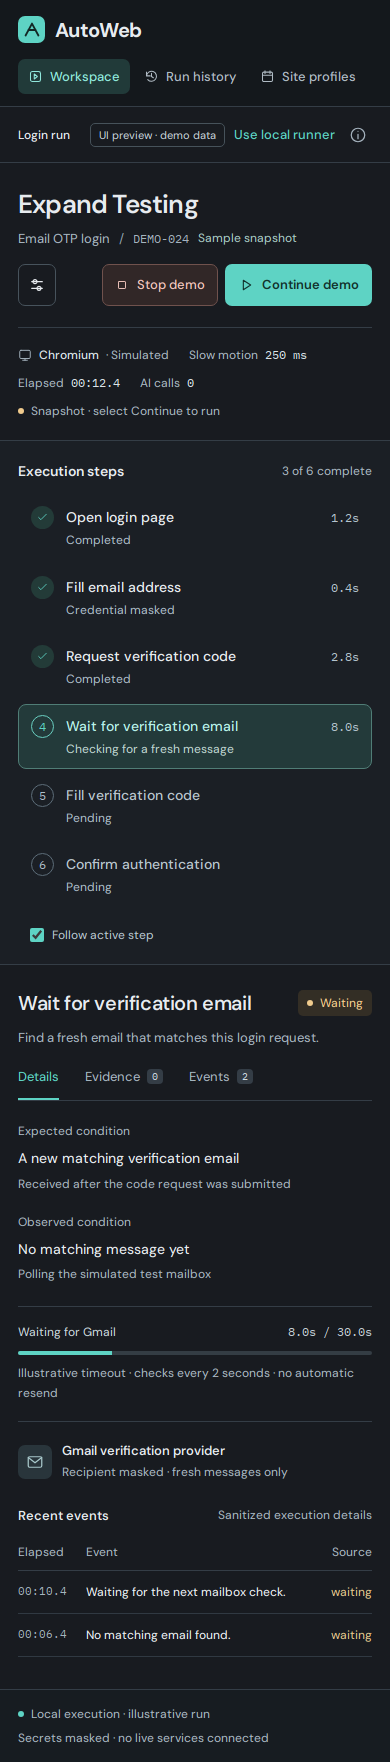 AutoWeb
Workspace Run history Site profiles
Login run UI preview · demo data Use local runner
Expand Testing
Email OTP login / DEMO-024 Sample snapshot
Stop demo Continue demo
Chromium · Simulated Slow motion 250 ms
Elapsed 00:12.4 AI calls 0
Snapshot · select Continue to run
Execution steps 3 of 6 complete
Open login page 1.2s
Completed
Fill email address 0.4s
Credential masked
Request verification code 2.8s
Completed
4 Wait for verification email 8.0s
Checking for a fresh message
5 Fill verification code
Pending
6 Confirm authentication
Pending
Follow active step
Wait for verification email Waiting
Find a fresh email that matches this login request.
Details Evidence 0 Events 2
Expected condition
A new matching verification email
Received after the code request was submitted
Observed condition
No matching message yet
Polling the simulated test mailbox
Waiting for Gmail 8.0s / 30.0s
Illustrative timeout · checks every 2 seconds · no automatic
resend
Gmail verification provider
Recipient masked · fresh messages only
Recent events Sanitized execution details
Elapsed Event Source
00:10.4 Waiting for the next mailbox check. waiting
00:06.4 No matching email found. waiting
Local execution · illustrative run
Secrets masked · no live services connected